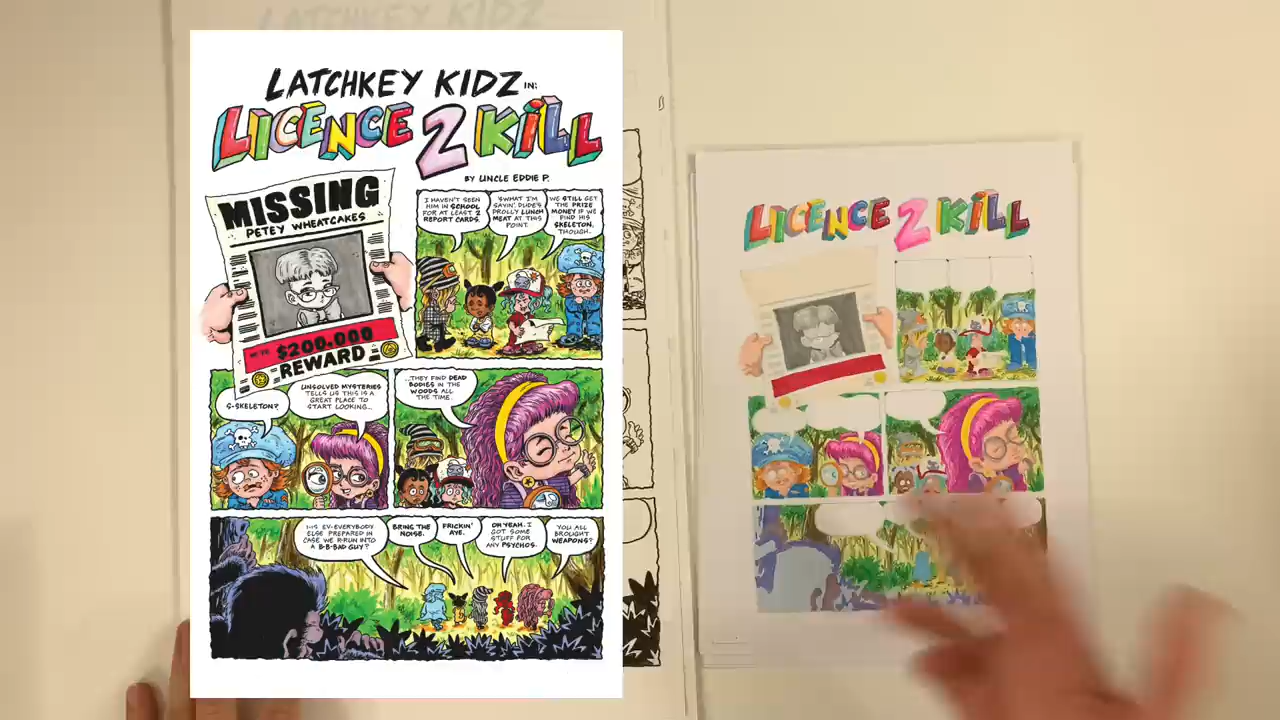 LATCHKEY KIDZ
LATCHKEY KIDZ IN:
LICENCE 2 KILL
BY UNCLE EDDIE P.
MISSING
PETEY WHEATCAKES
$200.000
REWARD
I HAVEN'T SEEN
HIM IN SCHOOL
FOR AT LEAST 2
REPORT CARDS.
'SWHAT I'M
SAYIN'. DUDE'S
PROLLY LUNCH
MEAT AT THIS
POINT.
WE STILL GET
THE PRIZE
MONEY IF WE
FIND HIS
SKELETON,
THOUGH.
S-SKELETON?
UNSOLVED MYSTERIES
TELLS US THIS IS A
GREAT PLACE TO
START LOOKING...
...THEY FIND DEAD
BODIES IN THE
WOODS ALL
THE TIME.
I-IS EV-EVERYBODY
ELSE PREPARED IN
CASE WE R-RUN INTO
A B-B-BAD GUY?
BRING THE
NOISE.
FRICKIN'
AYE.
OH YEAH. I
GOT SOME
STUFF FOR
ANY PSYCHOS.
YOU ALL
BROUGHT
WEAPONS?
LICENCE 2 KILL